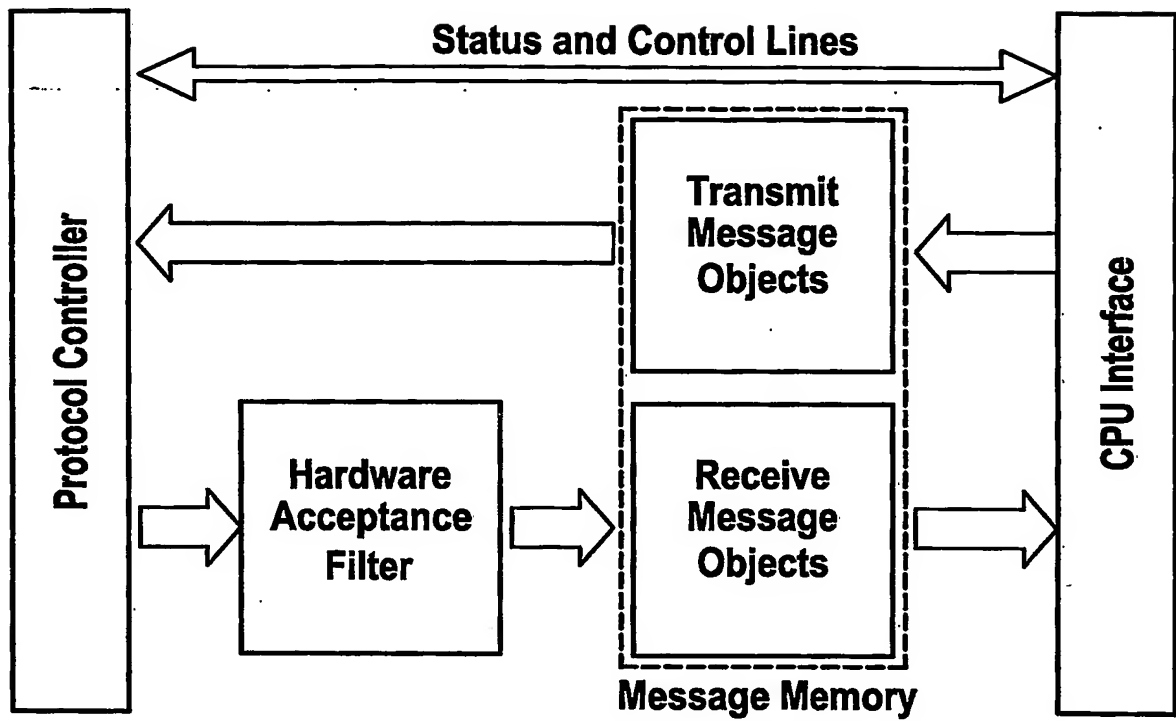 Status and Control Lines
Protocol Controller
Transmit
Message
Objects
CPU Interface
Hardware
Acceptance
Filter
Receive
Message
Objects
Message Memory